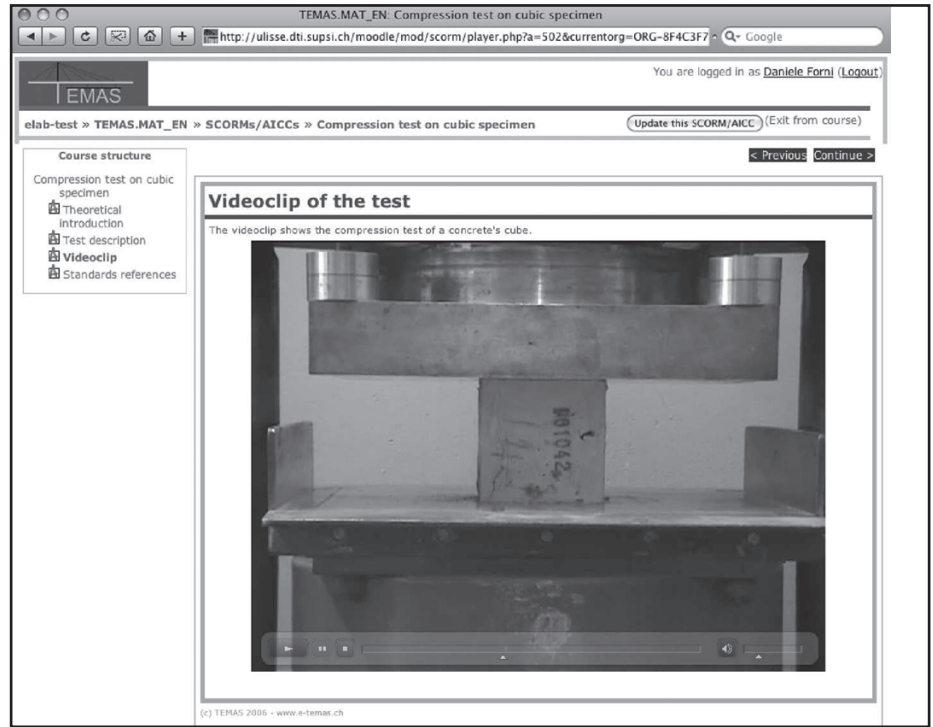 TEMAS.MAT_EN: Compression test on cubic specimen
http://ulisse.dti.supsi.ch/moodle/mod/scorm/player.php?a=502&currentorg=ORG-8F4C3F7
Google
TEMAS
You are logged in as Daniele Forni (Logout)
elab-test » TEMAS.MAT_EN » SCORMs/AICCs » Compression test on cubic specimen
Update this SCORM/AICC
(Exit from course)
Course structure
< Previous Continue >
Compression test on cubic
specimen
Theoretical
introduction
Test description
Videoclip
Standards references
Videoclip of the test
The videoclip shows the compression test of a concrete's cube.
(c) TEMAS 2006 - www.e-temas.ch